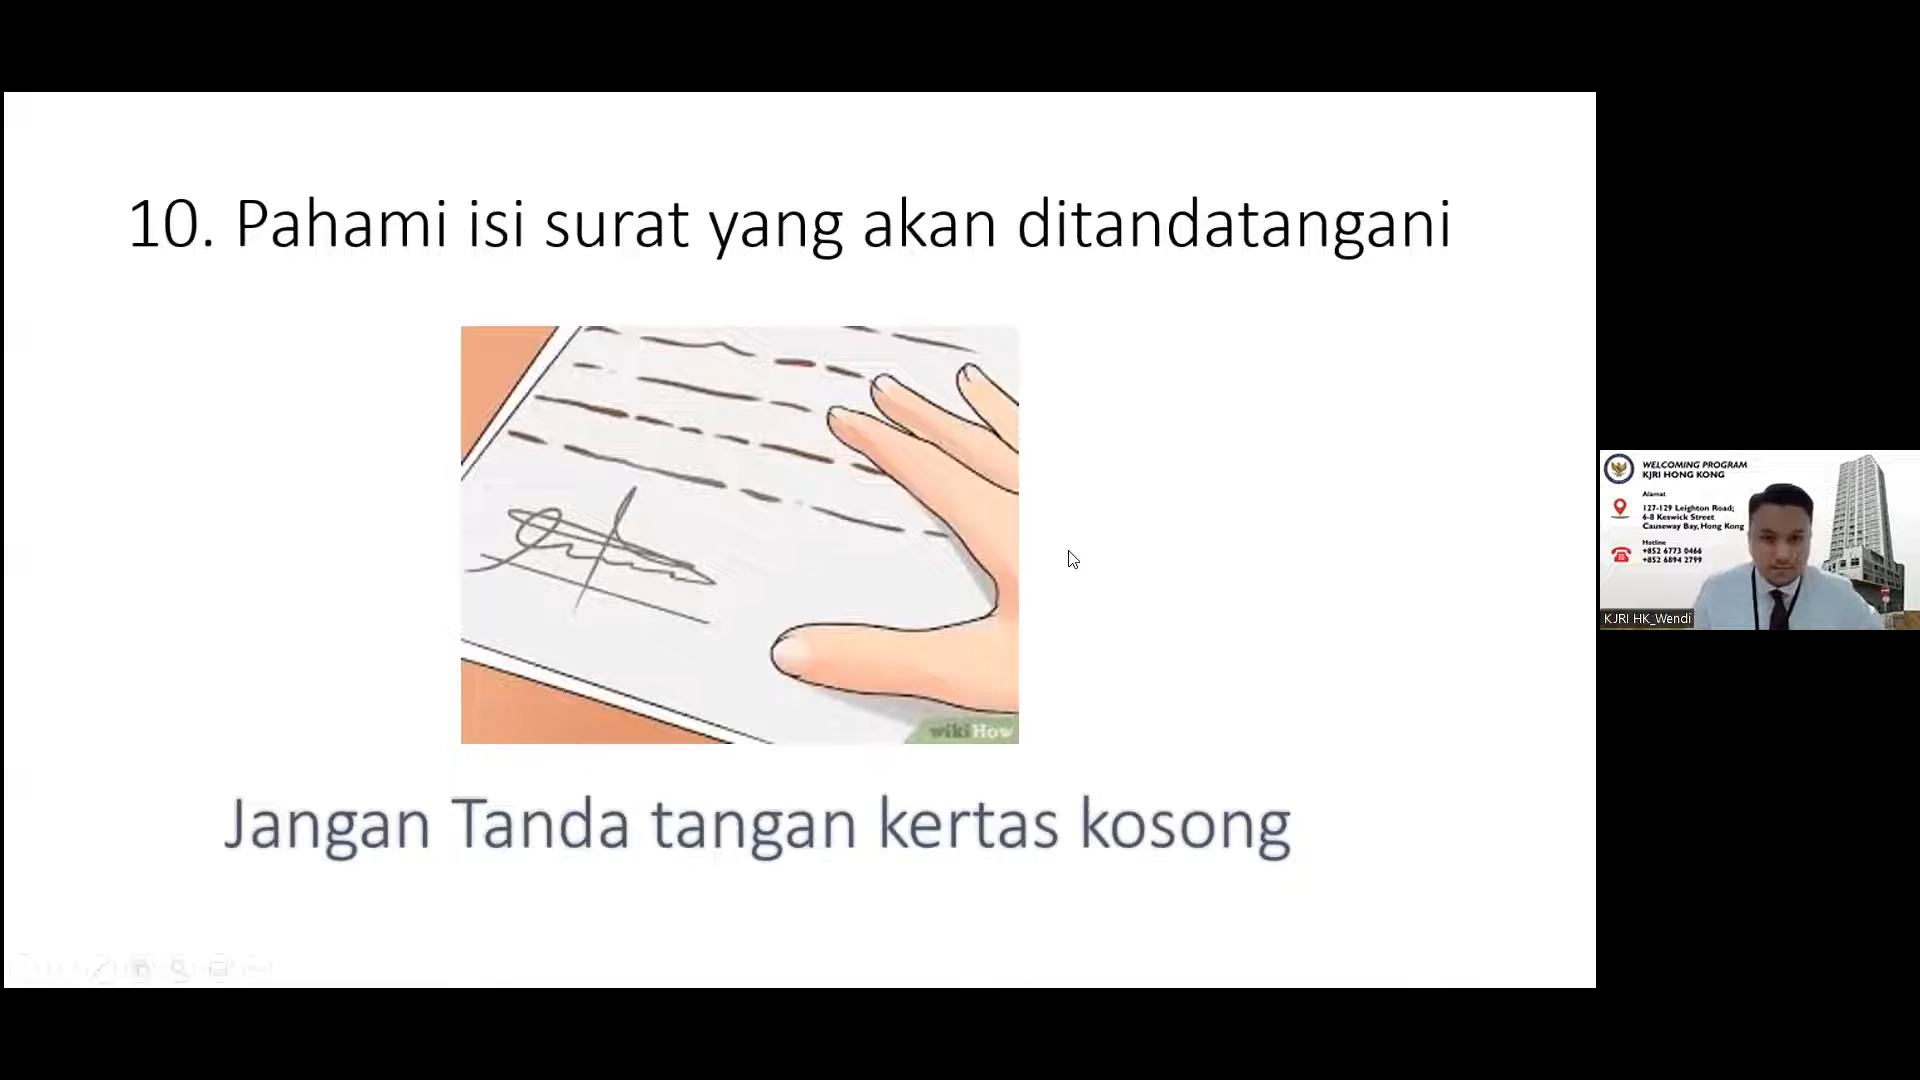 10. Pahami isi surat yang akan ditandatangani
wikiHow
Jangan Tanda tangan kertas kosong
WELCOMING PROGRAM
KJRI HONG KONG
Alamat
127-129 Leighton Road;
6-8 Keswick Street
Causeway Bay, Hong Kong
Hotline
+852 6773 0466
+852 6894 2799
KJRI HK_Wendi